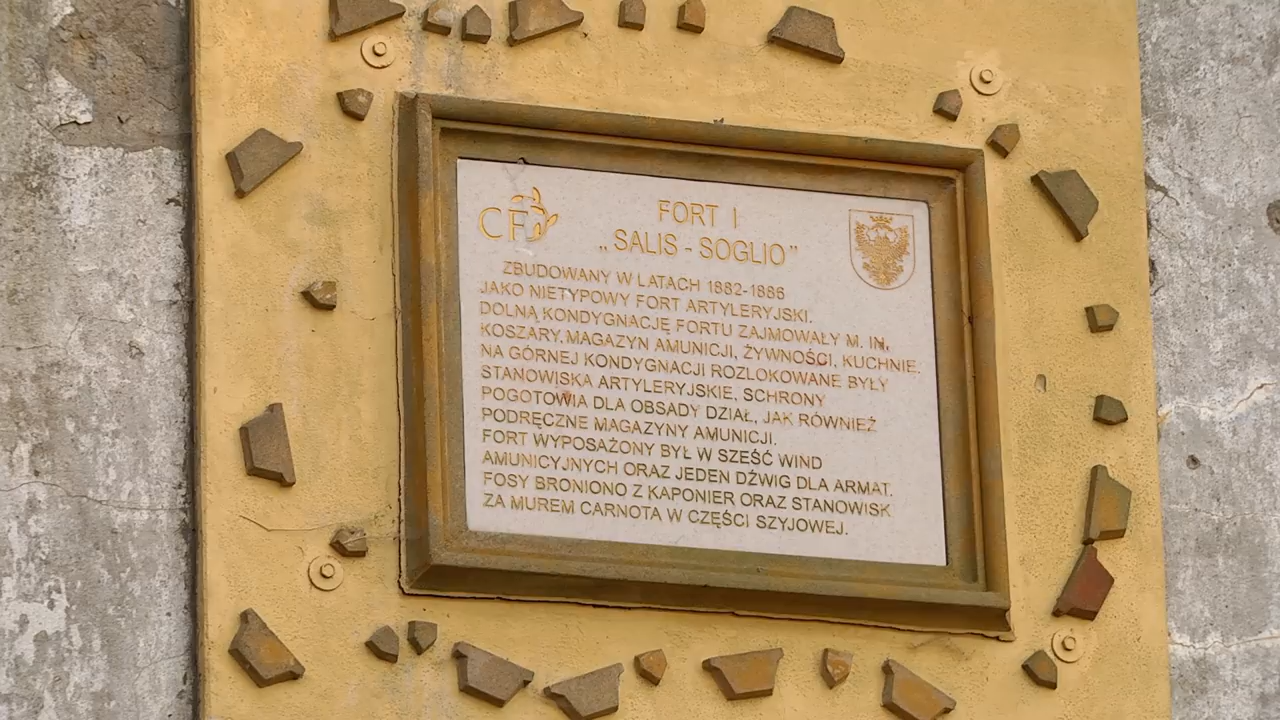 CF
FORT I
„SALIS - SOGLIO”
ZBUDOWANY W LATACH 1882-1886
JAKO NIETYPOWY FORT ARTYLERYJSKI.
DOLNĄ KONDYGNACJĘ FORTU ZAJMOWAŁY M. IN.
KOSZARY, MAGAZYN AMUNICJI, ŻYWNOŚCI, KUCHNIE.
NA GÓRNEJ KONDYGNACJI ROZLOKOWANE BYŁY
STANOWISKA ARTYLERYJSKIE, SCHRONY
POGOTOWIA DLA OBSADY DZIAŁ, JAK RÓWNIEŻ
PODRĘCZNE MAGAZYNY AMUNICJI.
FORT WYPOSAŻONY BYŁ W SZEŚĆ WIND
AMUNICYJNYCH ORAZ JEDEN DŹWIG DLA ARMAT.
FOSY BRONIONO Z KAPONIER ORAZ STANOWISK
ZA MUREM CARNOTA W CZĘŚCI SZYJOWEJ.